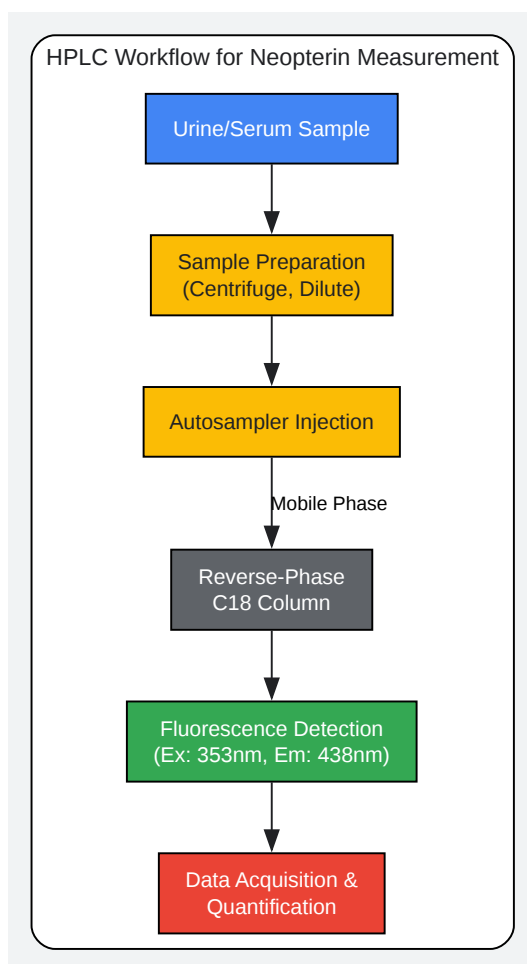 HPLC Workflow for Neopterin Measurement
Urine/Serum Sample
Sample Preparation
(Centrifuge, Dilute)
Autosampler Injection
Mobile Phase
Reverse-Phase
C18 Column
Fluorescence Detection
(Ex: 353nm, Em: 438nm)
Data Acquisition &
Quantification